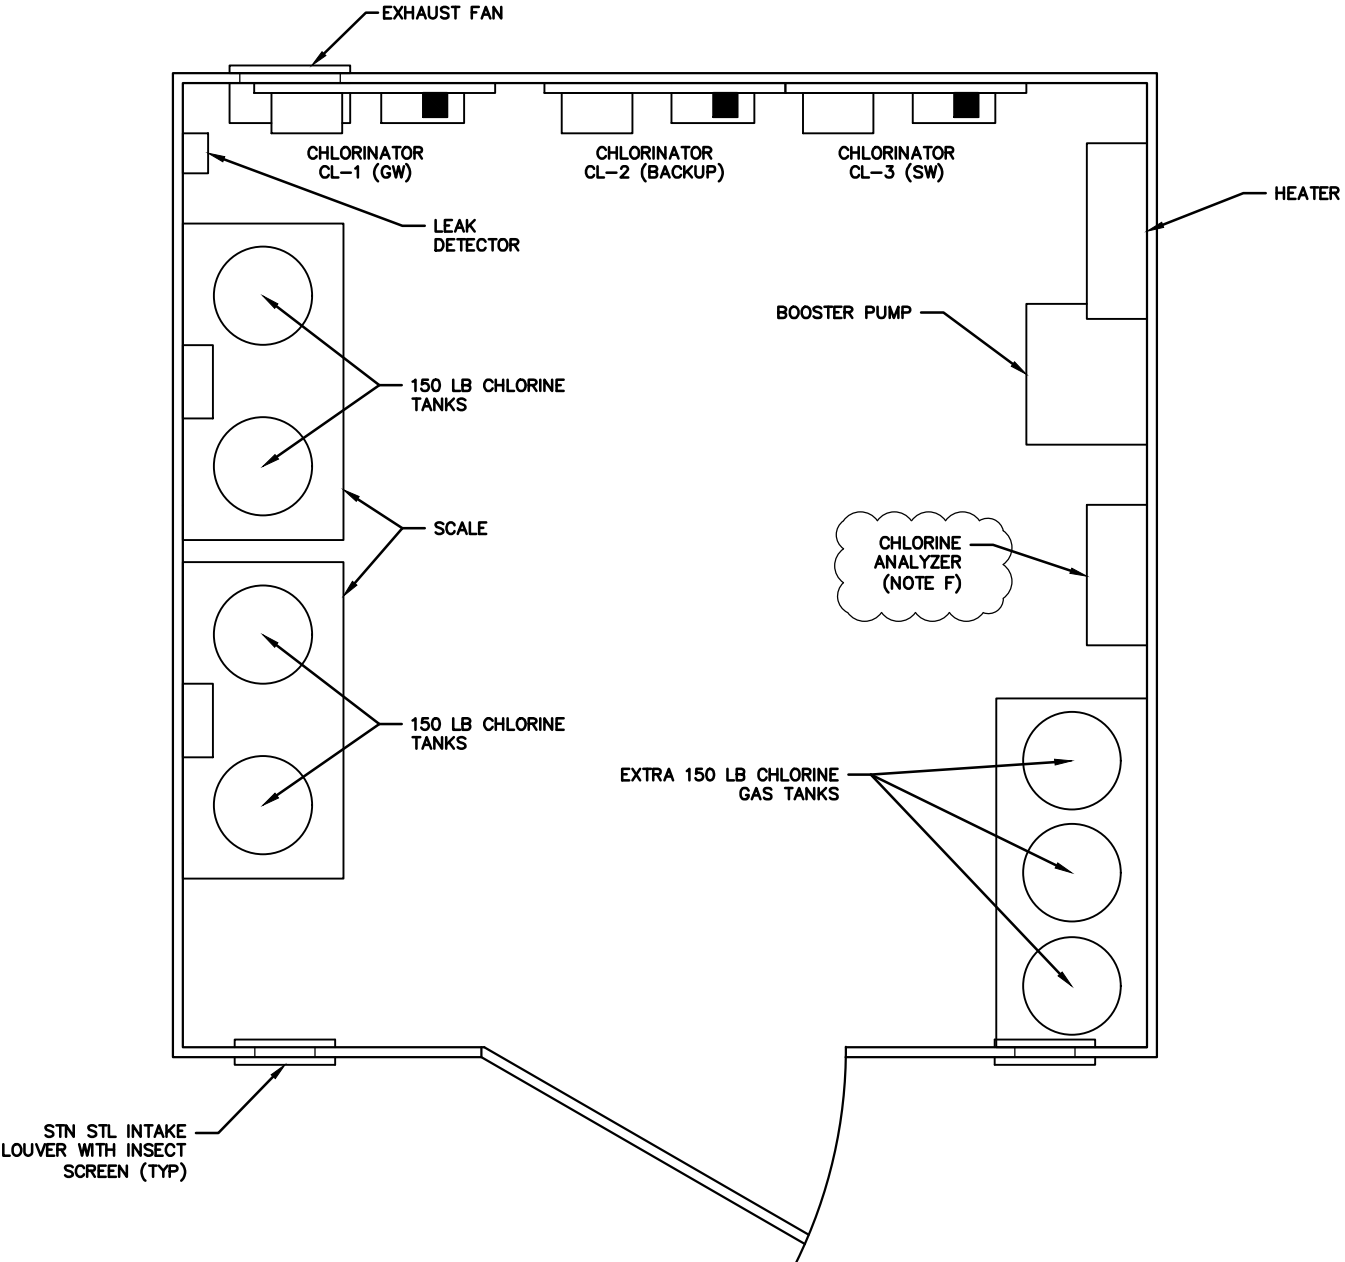 EXHAUST FAN
CHLORINATOR
CL-1 (GW)
CHLORINATOR
CL-2 (BACKUP)
CHLORINATOR
CL-3 (SW)
HEATER
LEAK
DETECTOR
BOOSTER PUMP
150 LB CHLORINE
TANKS
SCALE
CHLORINE
ANALYZER
(NOTE F)
150 LB CHLORINE
TANKS
EXTRA 150 LB CHLORINE
GAS TANKS
STN STL INTAKE
LOUVER WITH INSECT
SCREEN (TYP)